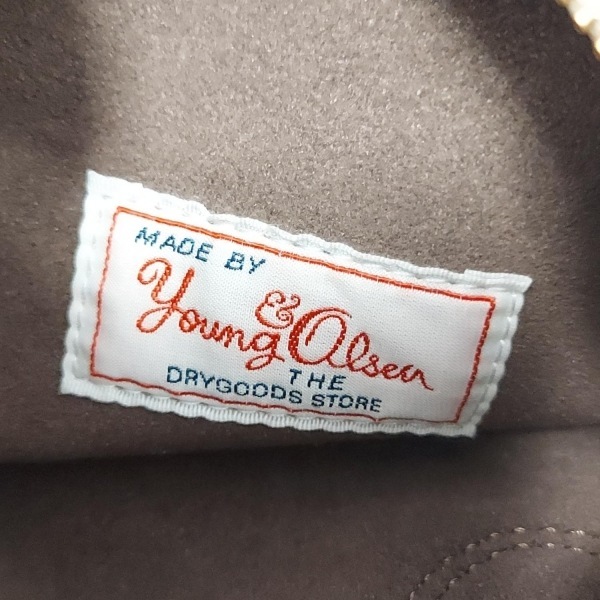 MADE BY
Young & Olsen
THE
DRYGOODS STORE